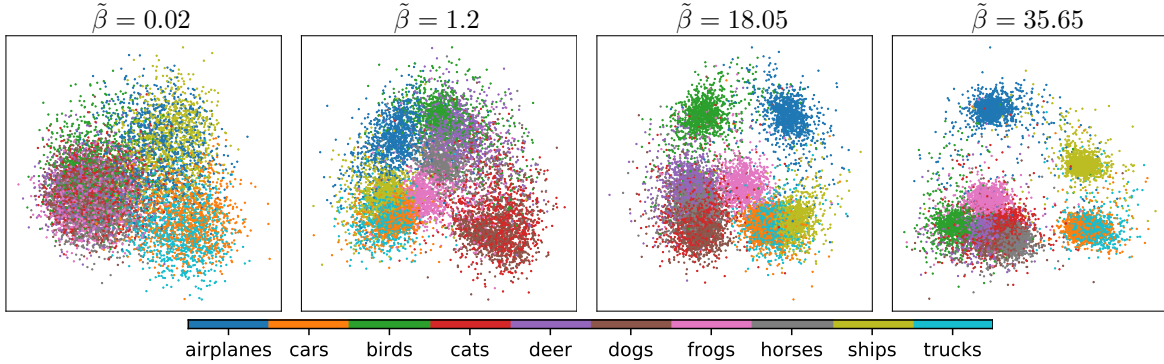 β̃ = 0.02 β̃ = 1.2 β̃ = 18.05 β̃ = 35.65
airplanes cars birds cats deer dogs frogs horses ships trucks